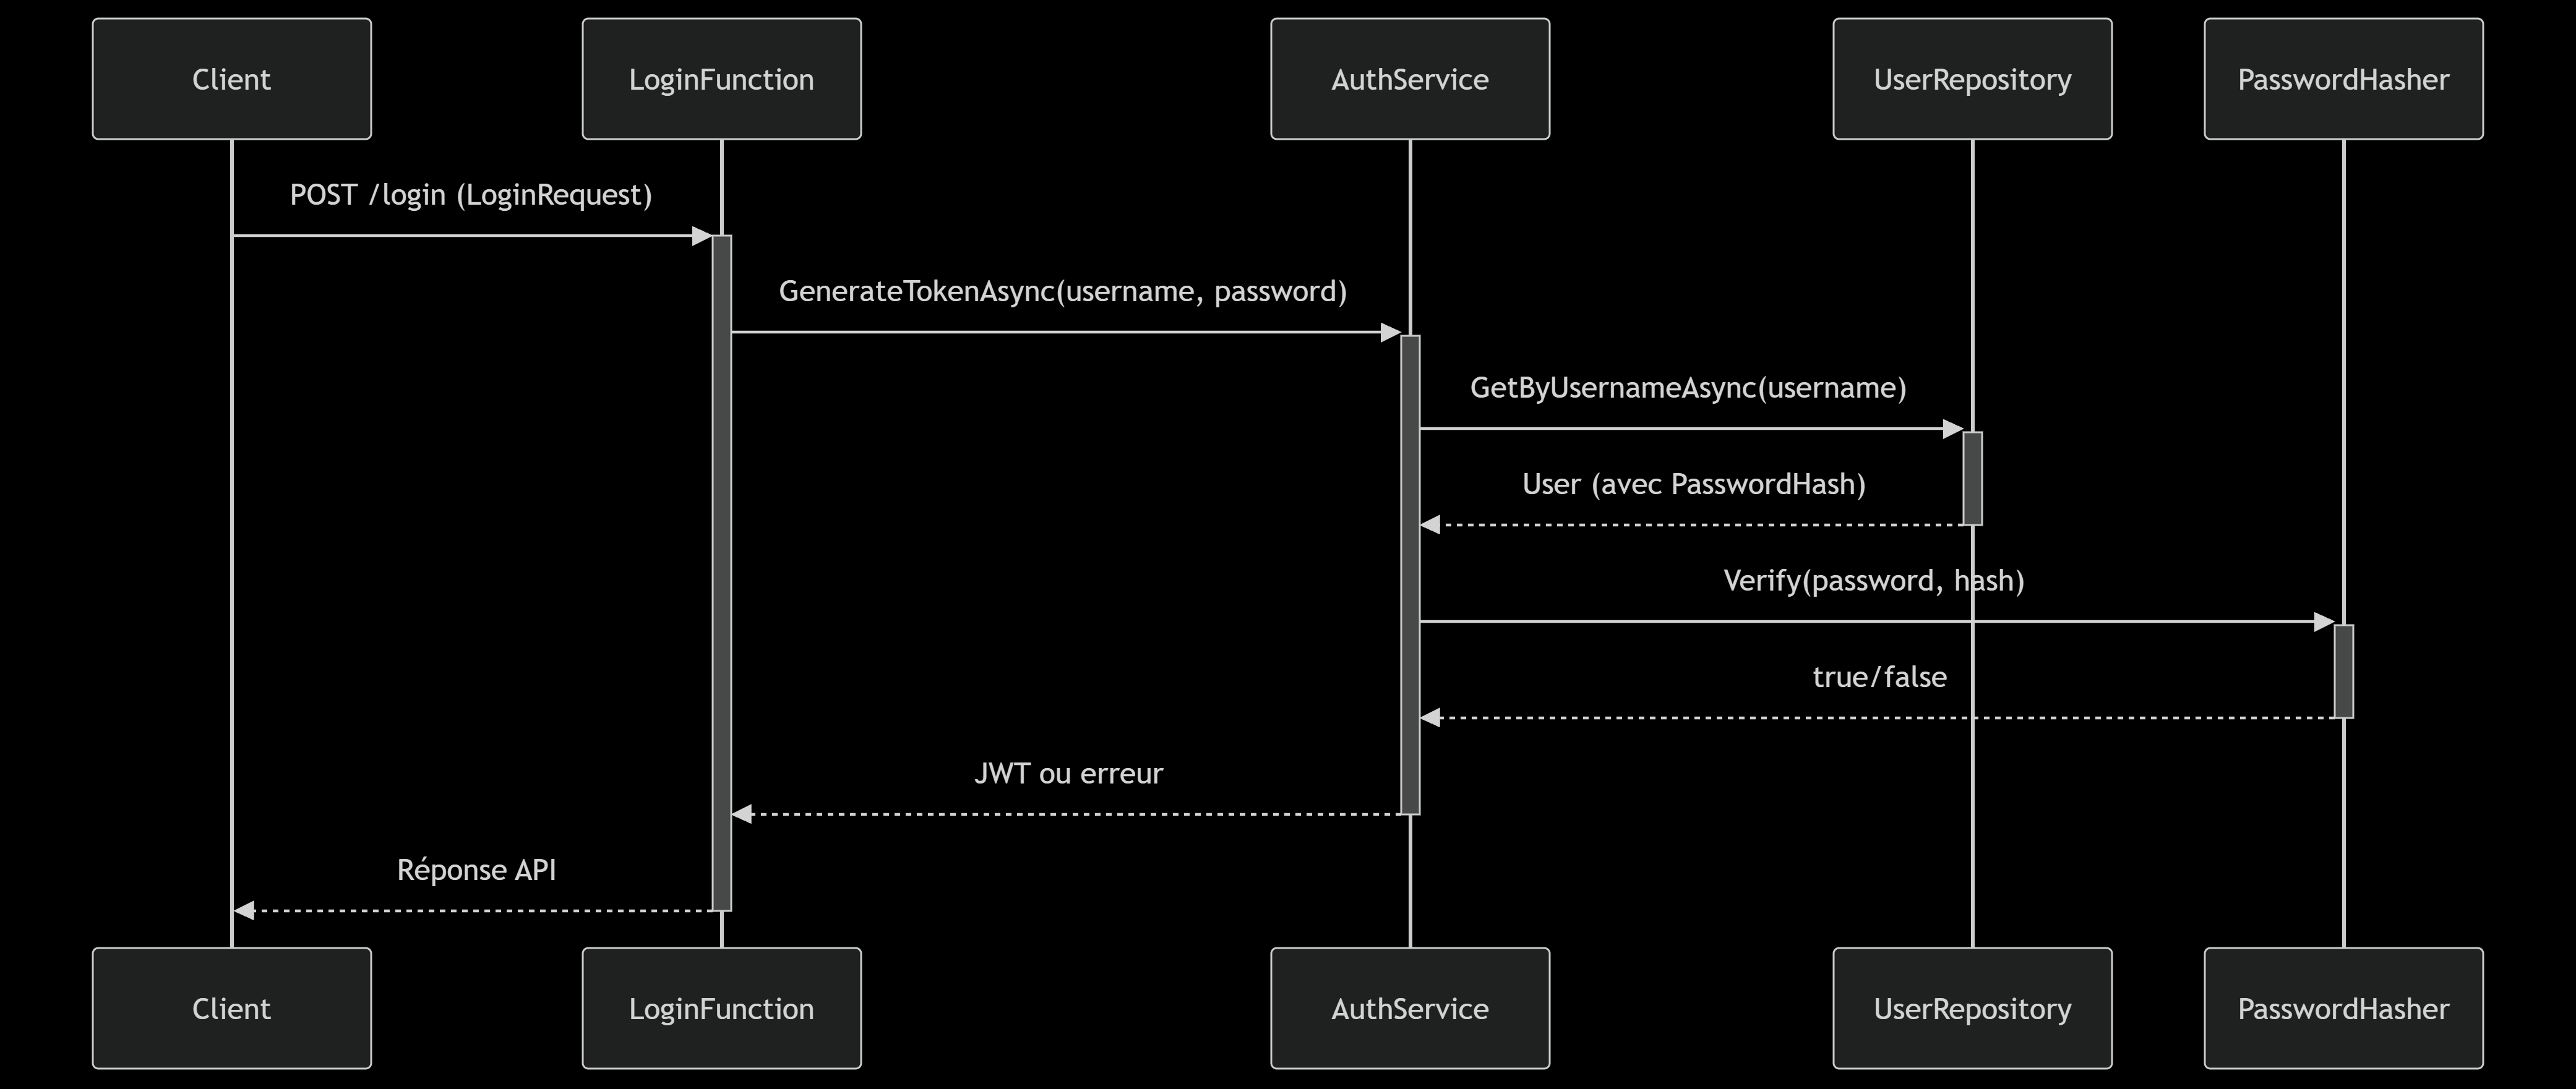 Client
LoginFunction
AuthService
UserRepository
PasswordHasher
POST /login (LoginRequest)
GenerateTokenAsync(username, password)
GetByUsernameAsync(username)
User (avec PasswordHash)
Verify(password, hash)
true/false
JWT ou erreur
Réponse API
Client
LoginFunction
AuthService
UserRepository
PasswordHasher